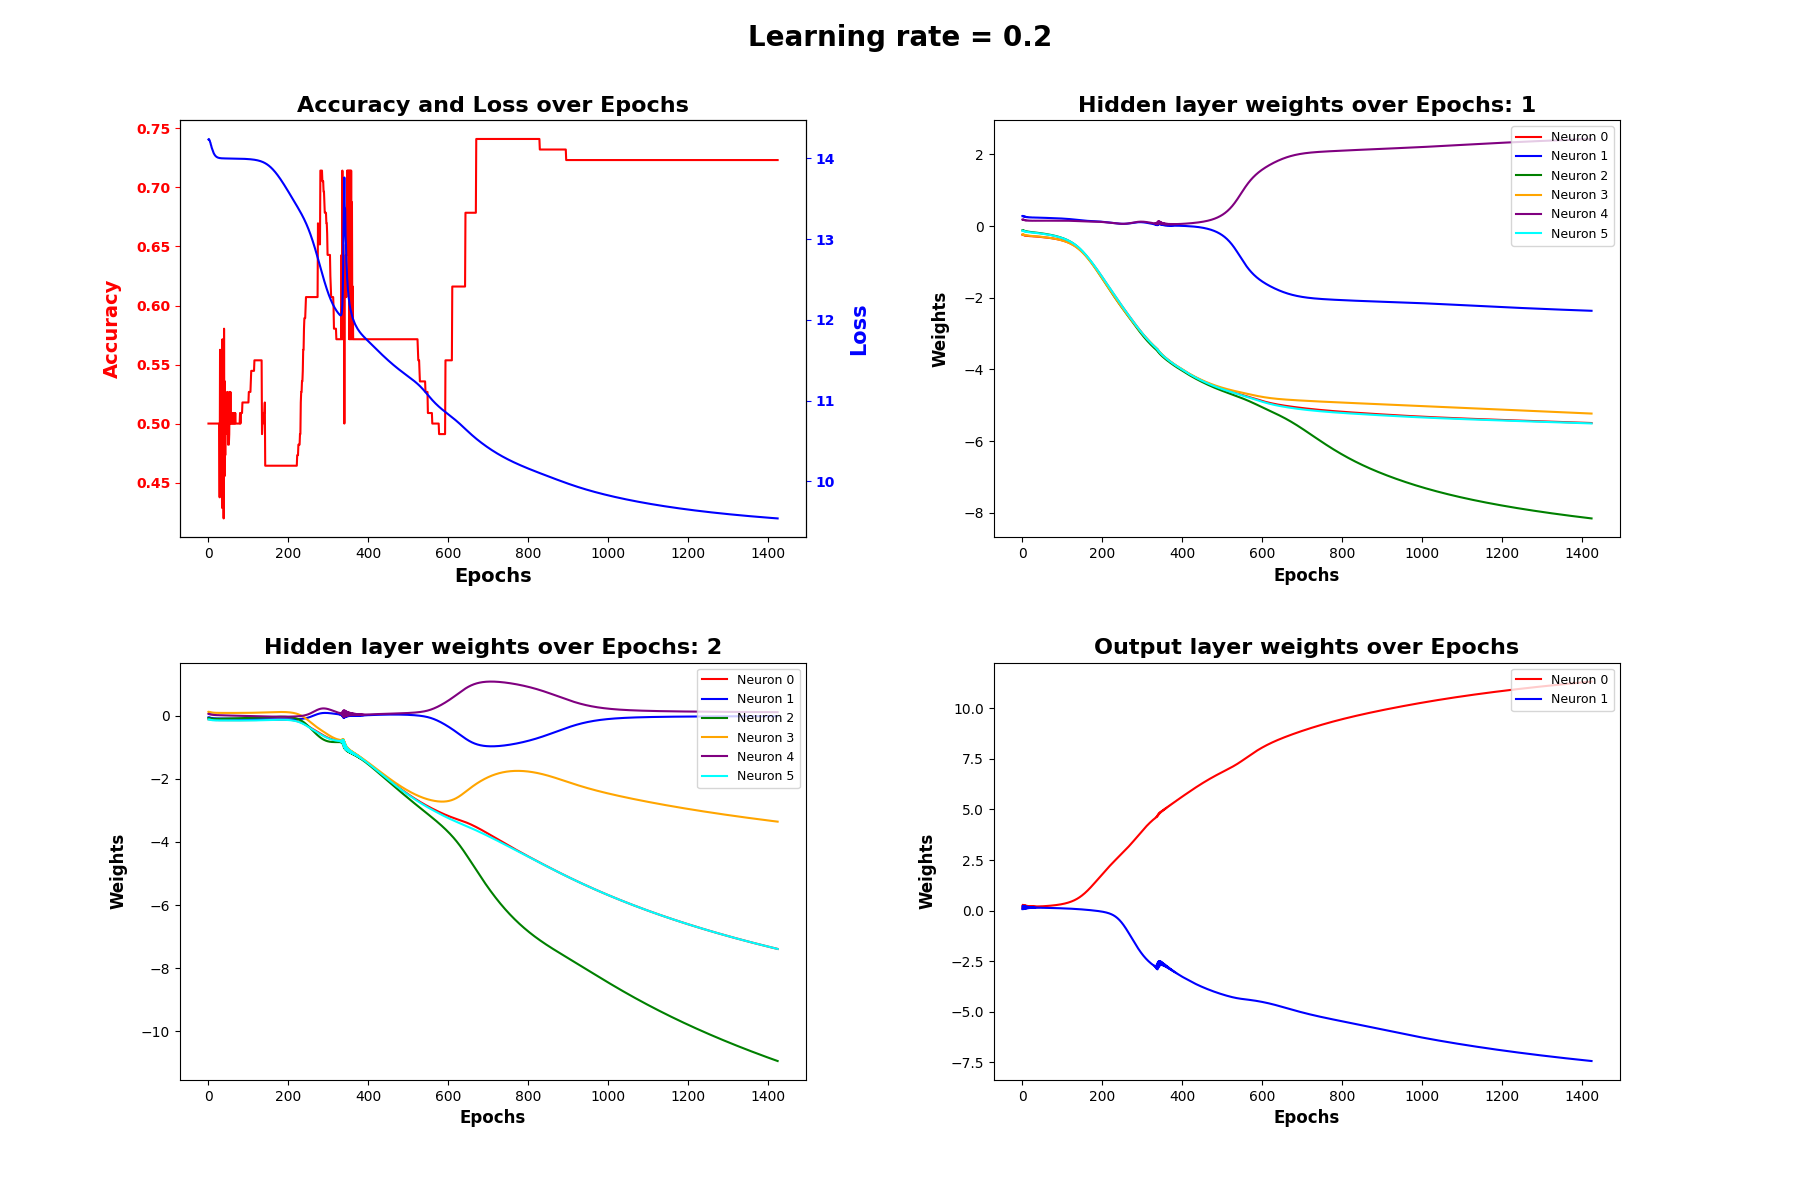 Learning rate = 0.2
Accuracy and Loss over Epochs
0.75
0.70
0.65
0.60
0.55
0.50
0.45
Accuracy
14
13
12
11
10
Loss
0 200 400 600 800 1000 1200 1400
Epochs
Hidden layer weights over Epochs: 1
Neuron 0
Neuron 1
Neuron 2
Neuron 3
Neuron 4
Neuron 5
2
0
−2
−4
−6
−8
Weights
0 200 400 600 800 1000 1200 1400
Epochs
Hidden layer weights over Epochs: 2
Neuron 0
Neuron 1
Neuron 2
Neuron 3
Neuron 4
Neuron 5
0
−2
−4
−6
−8
−10
Weights
0 200 400 600 800 1000 1200 1400
Epochs
Output layer weights over Epochs
Neuron 0
Neuron 1
10.0
7.5
5.0
2.5
0.0
−2.5
−5.0
−7.5
Weights
0 200 400 600 800 1000 1200 1400
Epochs